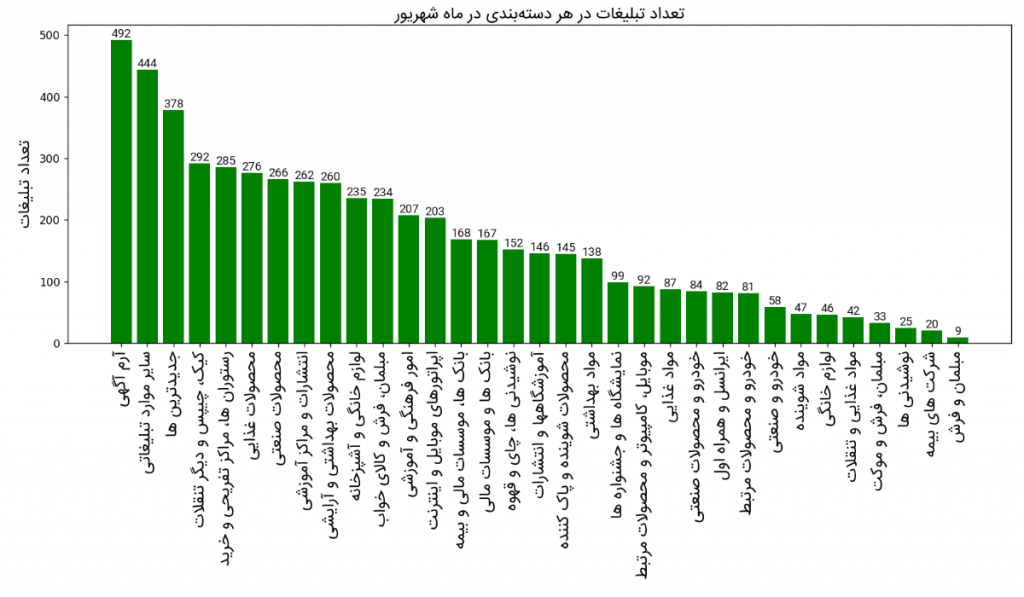 تعداد تبلیغات در هر دسته‌بندی در ماه شهریور
تعداد تبلیغات
500
400
300
200
100
0
492
444
378
292
285
276
266
262
260
235
234
207
203
168
167
152
146
145
138
99
92
87
84
82
81
58
47
46
42
33
25
20
9
آرم آگهی
سایر موارد تبلیغاتی
جدیدترین ها
کیک، چیپس و دیگر تنقلات
رستوران ها، مراکز تفریحی و خرید
محصولات غذایی
محصولات صنعتی
انتشارات و مراکز آموزشی
محصولات بهداشتی و آرایشی
لوازم خانگی و آشپزخانه
مبلمان، فرش و کالای خواب
امور فرهنگی و آموزشی
اپراتورهای موبایل و اینترنت
بانک ها، موسسات مالی و بیمه
بانک ها و موسسات مالی
نوشیدنی ها، چای و قهوه
آموزشگاهها و انتشارات
محصولات شوینده و پاک کننده
مواد بهداشتی
نمایشگاه ها و جشنواره ها
موبایل، کامپیوتر و محصولات مرتبط
مواد غذایی
خودرو و محصولات صنعتی
ایرانسل و همراه اول
خودرو و محصولات مرتبط
خودرو و صنعتی
مواد شوینده
لوازم خانگی
مواد غذایی و تنقلات
مبلمان، فرش و موکت
نوشیدنی ها
شرکت های بیمه
مبلمان و فرش